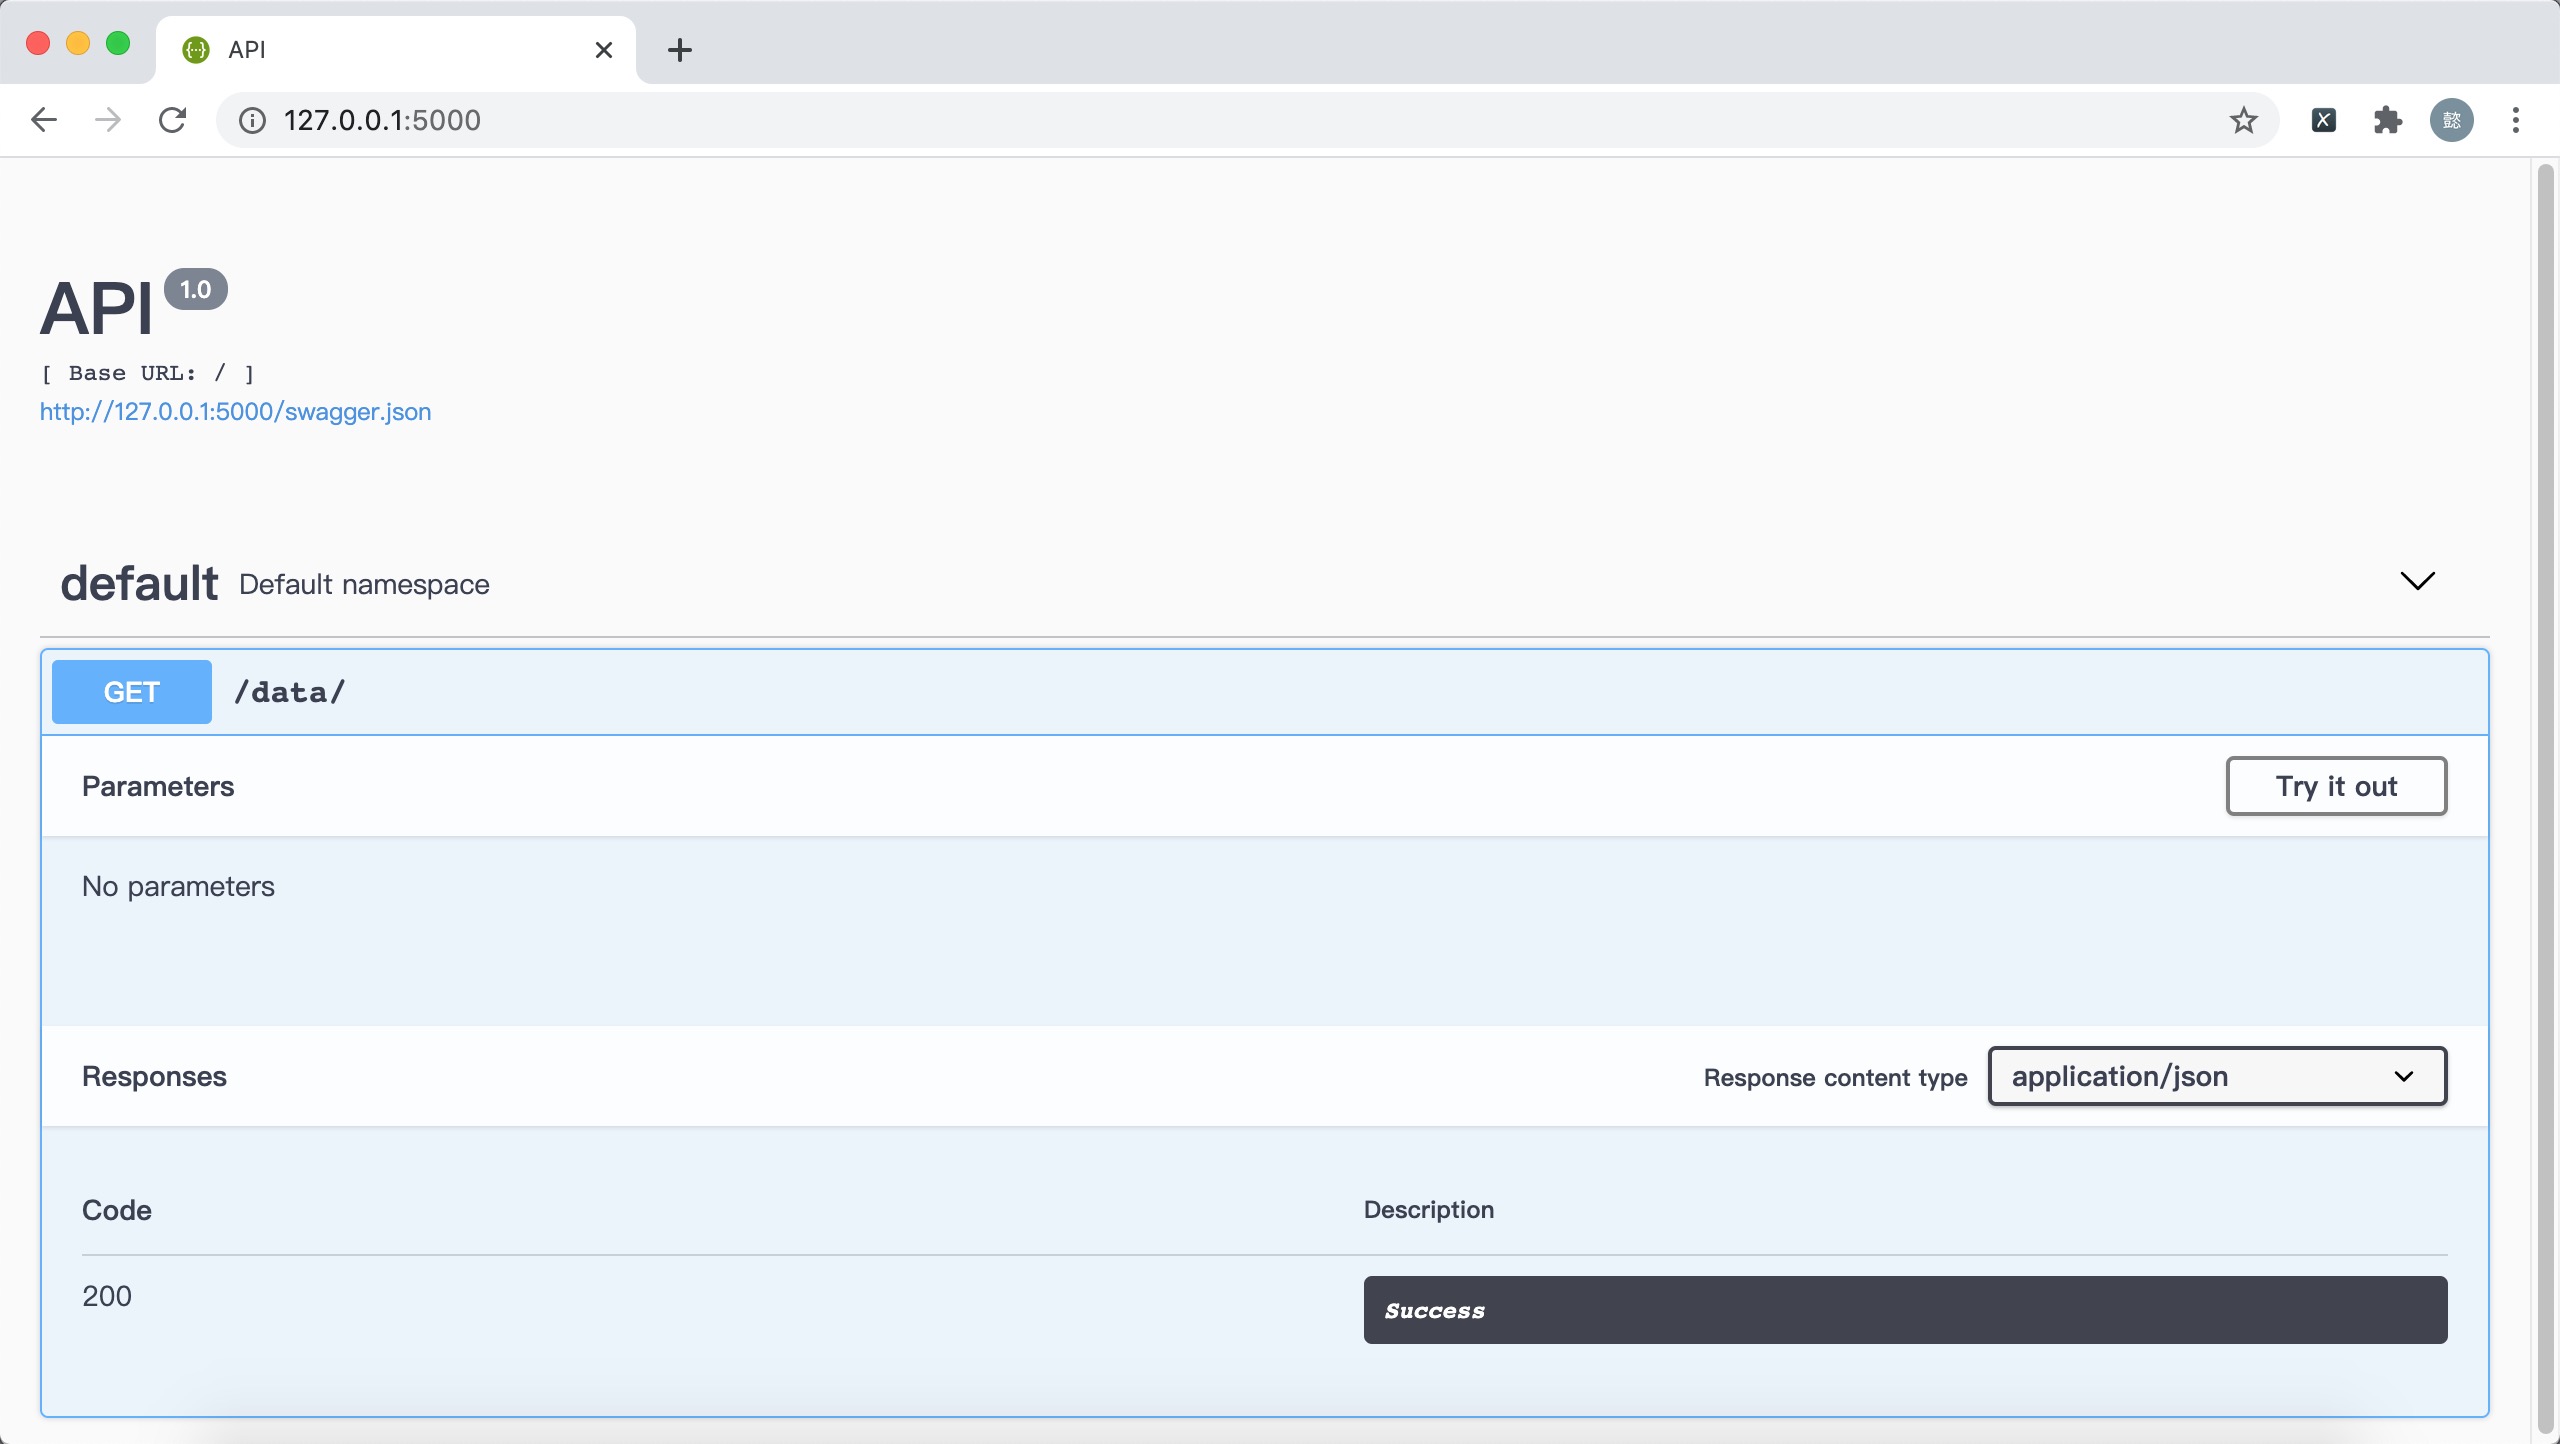 API
127.0.0.1:5000
懿
API 1.0
[ Base URL: / ]
http://127.0.0.1:5000/swagger.json
default Default namespace
GET /data/
Parameters Try it out
No parameters
Responses Response content type application/json
Code Description
200 Success